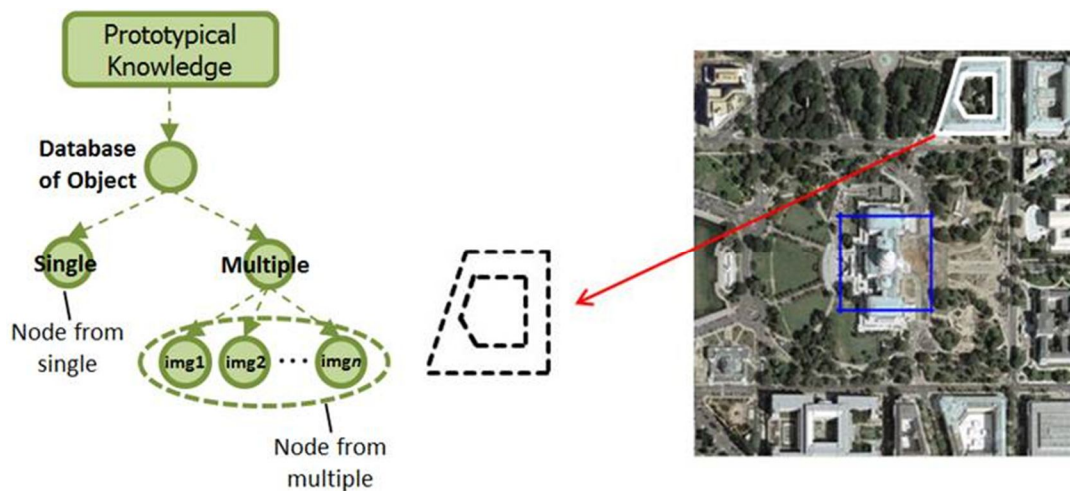 Prototypical
Knowledge
Database
of Object
Single
Multiple
Node from
single
img1 img2 ··· imgn
Node from
multiple